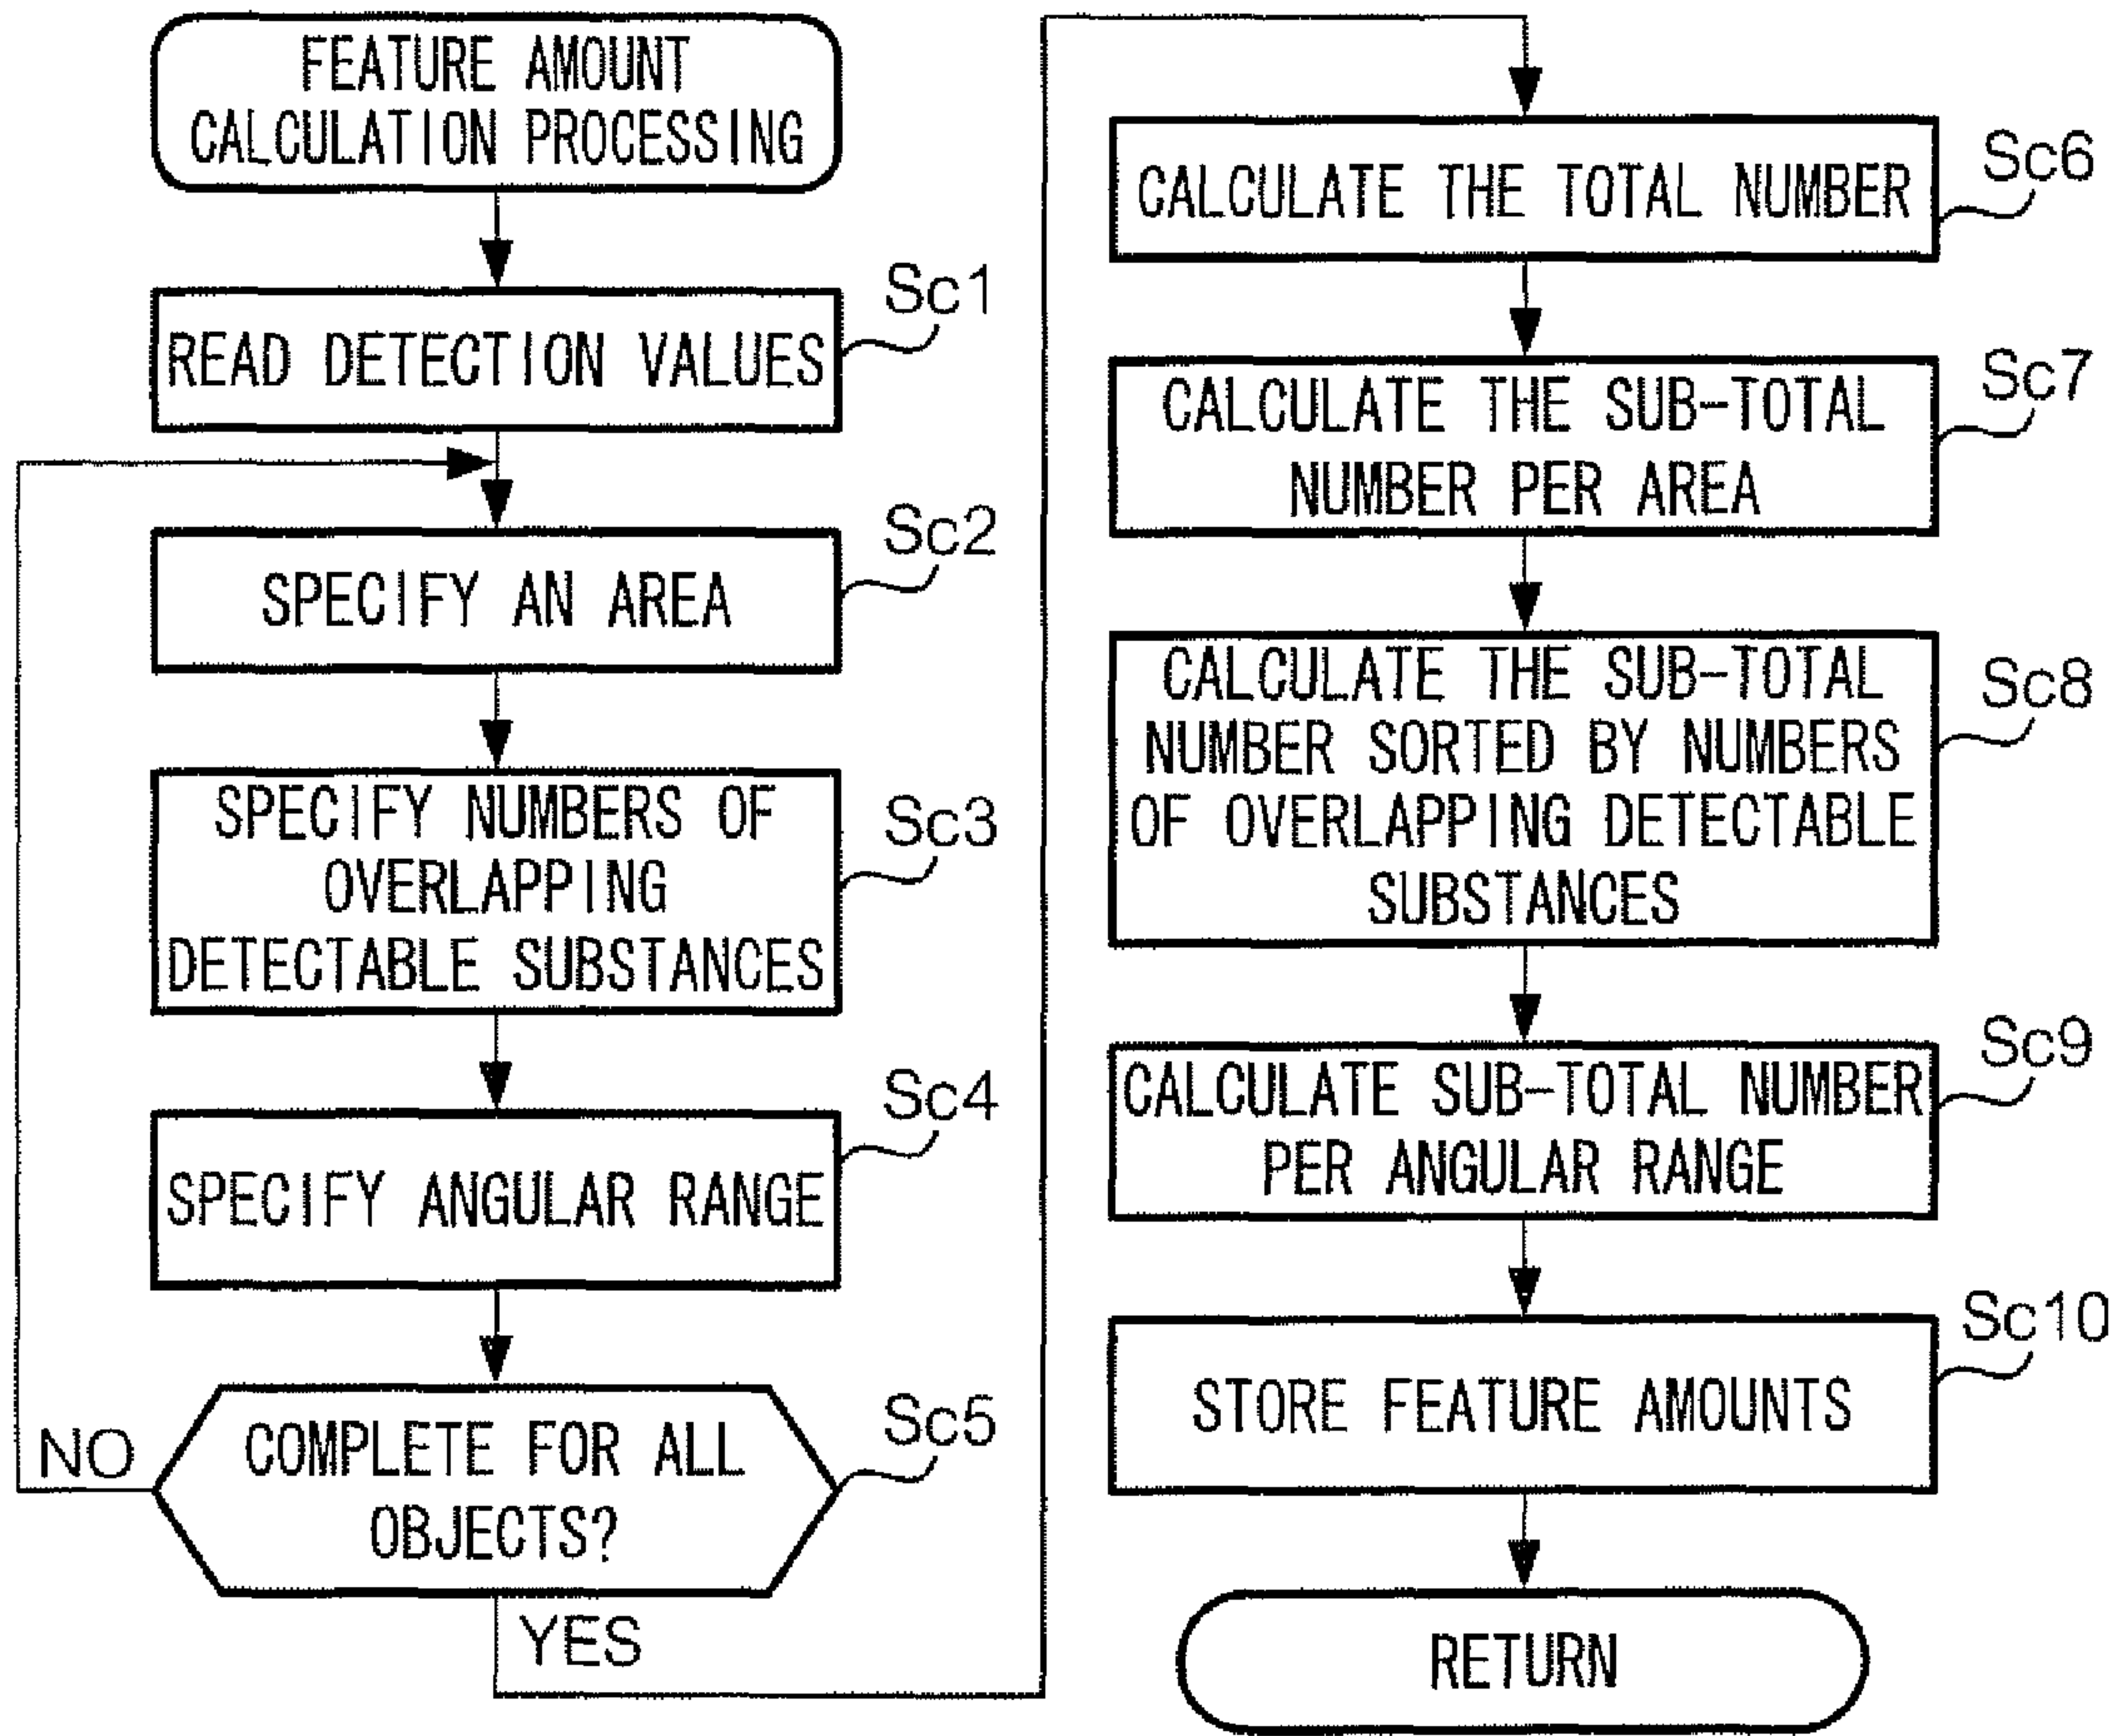 FEATURE AMOUNT
CALCULATION PROCESSING
Sc1
READ DETECTION VALUES
Sc2
SPECIFY AN AREA
Sc3
SPECIFY NUMBERS OF
OVERLAPPING
DETECTABLE SUBSTANCES
Sc4
SPECIFY ANGULAR RANGE
Sc5
COMPLETE FOR ALL
OBJECTS?
NO
YES
Sc6
CALCULATE THE TOTAL NUMBER
Sc7
CALCULATE THE SUB-TOTAL
NUMBER PER AREA
Sc8
CALCULATE THE SUB-TOTAL
NUMBER SORTED BY NUMBERS
OF OVERLAPPING DETECTABLE
SUBSTANCES
Sc9
CALCULATE SUB-TOTAL NUMBER
PER ANGULAR RANGE
Sc10
STORE FEATURE AMOUNTS
RETURN